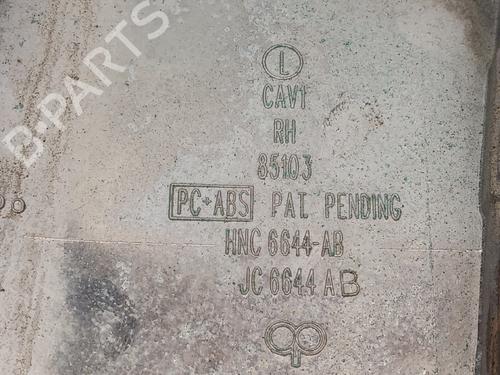 B-PARTS
L
CAV1
RH
85103
PC+ABS PAT. PENDING
HNC 6644-AB
JC 6644 AB